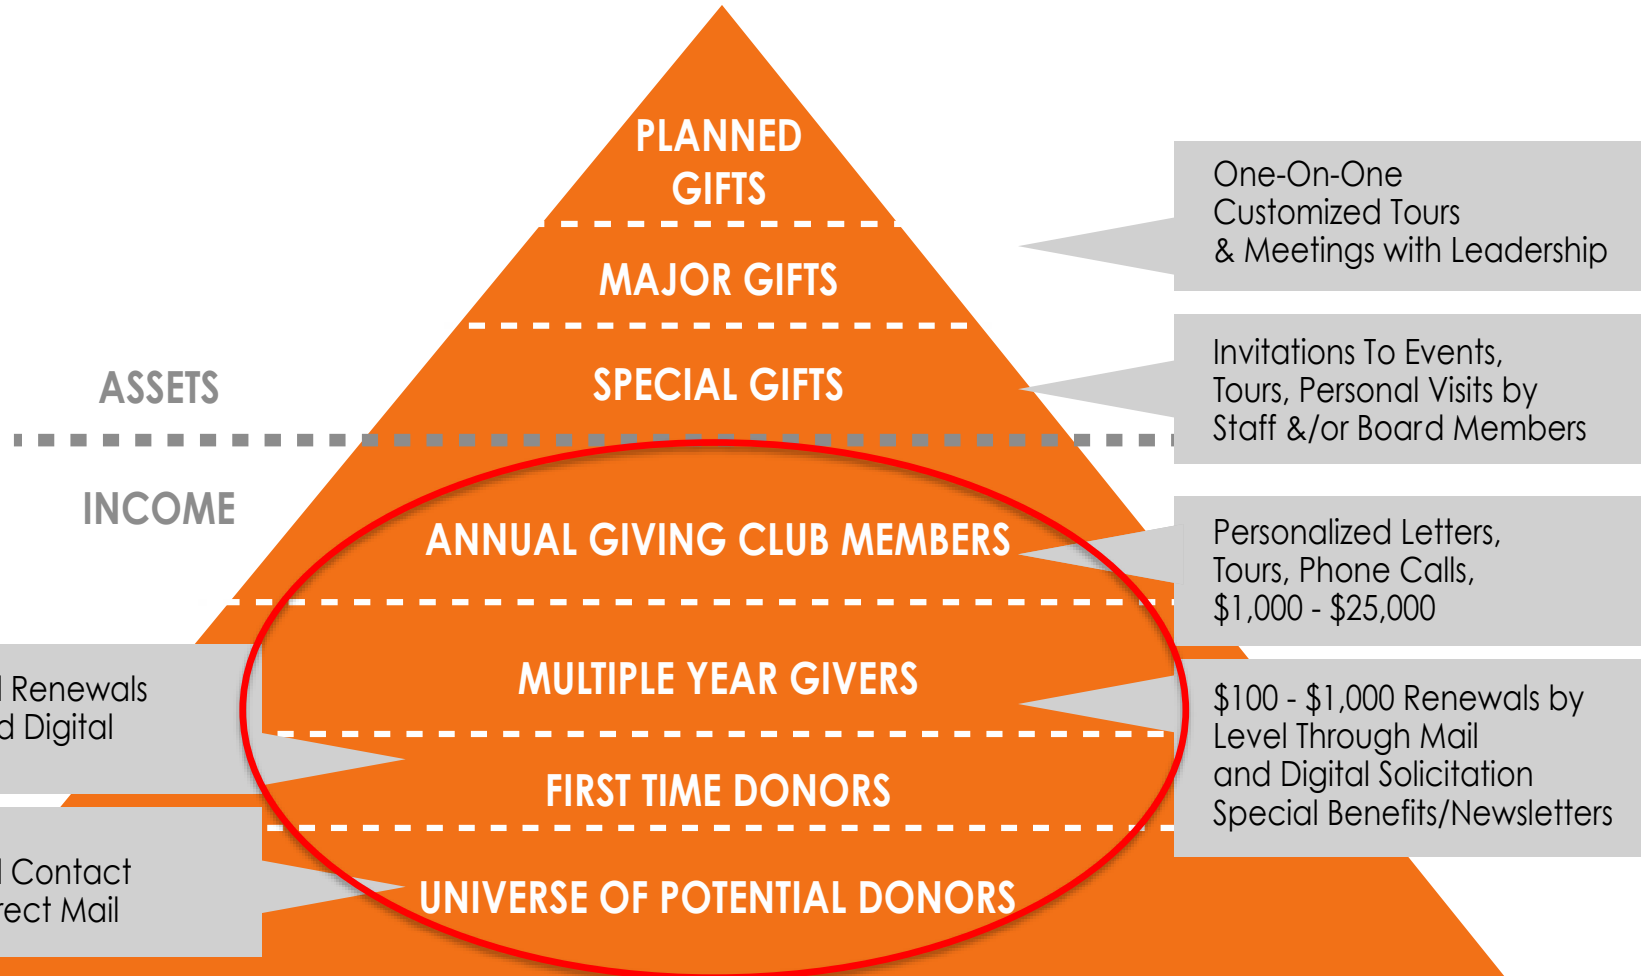 PLANNED
GIFTS
MAJOR GIFTS
SPECIAL GIFTS
ASSETS
INCOME
ANNUAL GIVING CLUB MEMBERS
MULTIPLE YEAR GIVERS
FIRST TIME DONORS
UNIVERSE OF POTENTIAL DONORS
One-On-One
Customized Tours
& Meetings with Leadership
Invitations To Events,
Tours, Personal Visits by
Staff &/or Board Members
Personalized Letters,
Tours, Phone Calls,
$1,000 - $25,000
$100 - $1,000 Renewals by
Level Through Mail
and Digital Solicitation
Special Benefits/Newsletters
Renewals
Digital
Contact
Mail